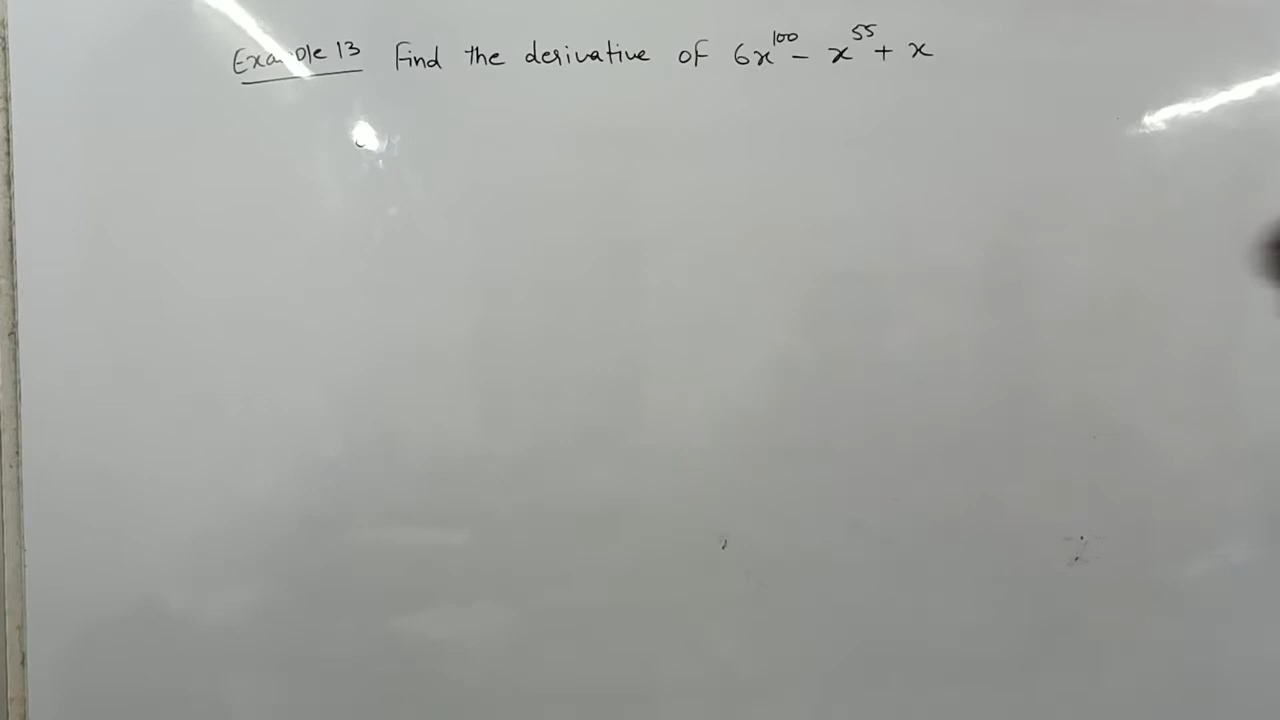 Example 13 Find the derivative of 6x¹⁰⁰ - x⁵⁵ + x